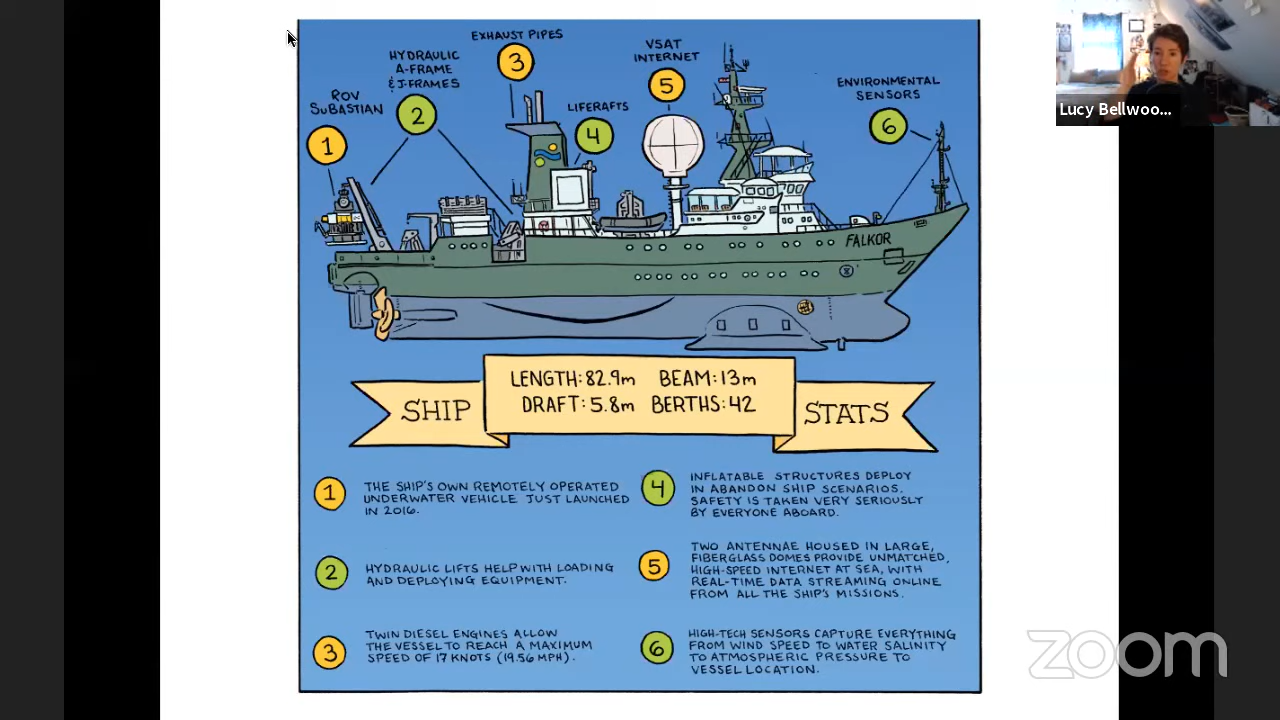 EXHAUST PIPES
VSAT
INTERNET
HYDRAULIC
A-FRAME
& J-FRAMES
ROV
SuBASTIAN
LIFERAFTS
ENVIRONMENTAL
SENSORS
1
2
3
4
5
6
FALKOR
LENGTH: 82.9m BEAM: 13m
DRAFT: 5.8m BERTHS: 42
SHIP
STATS
1
THE SHIP'S OWN REMOTELY OPERATED
UNDERWATER VEHICLE JUST LAUNCHED
IN 2016.
2
HYDRAULIC LIFTS HELP WITH LOADING
AND DEPLOYING EQUIPMENT.
3
TWIN DIESEL ENGINES ALLOW
THE VESSEL TO REACH A MAXIMUM
SPEED OF 17 KNOTS (19.56 MPH).
4
INFLATABLE STRUCTURES DEPLOY
IN ABANDON SHIP SCENARIOS.
SAFETY IS TAKEN VERY SERIOUSLY
BY EVERYONE ABOARD.
5
TWO ANTENNAE HOUSED IN LARGE,
FIBERGLASS DOMES PROVIDE UNMATCHED,
HIGH-SPEED INTERNET AT SEA, WITH
REAL-TIME DATA STREAMING ONLINE
FROM ALL THE SHIP'S MISSIONS.
6
HIGH-TECH SENSORS CAPTURE EVERYTHING
FROM WIND SPEED TO WATER SALINITY
TO ATMOSPHERIC PRESSURE TO
VESSEL LOCATION.
Lucy Bellwoo...
zoom